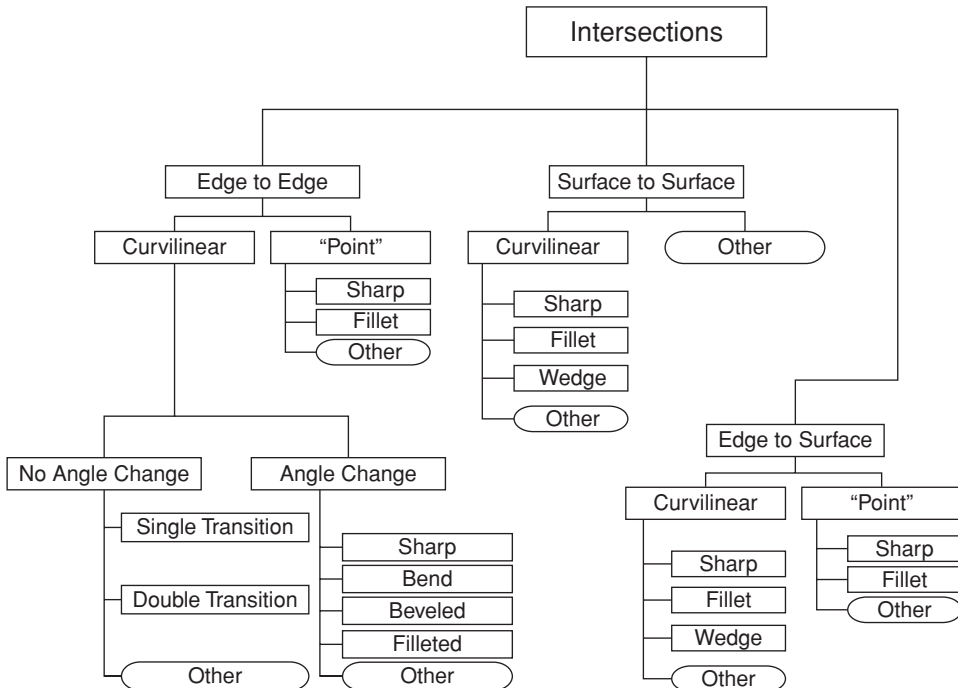 Intersections
Edge to Edge
Surface to Surface
Curvilinear
“Point”
Curvilinear
Other
Sharp
Fillet
Other
Sharp
Fillet
Wedge
Other
Edge to Surface
No Angle Change
Angle Change
Curvilinear
“Point”
Single Transition
Double Transition
Other
Sharp
Bend
Beveled
Filleted
Other
Sharp
Fillet
Wedge
Other
Sharp
Fillet
Other